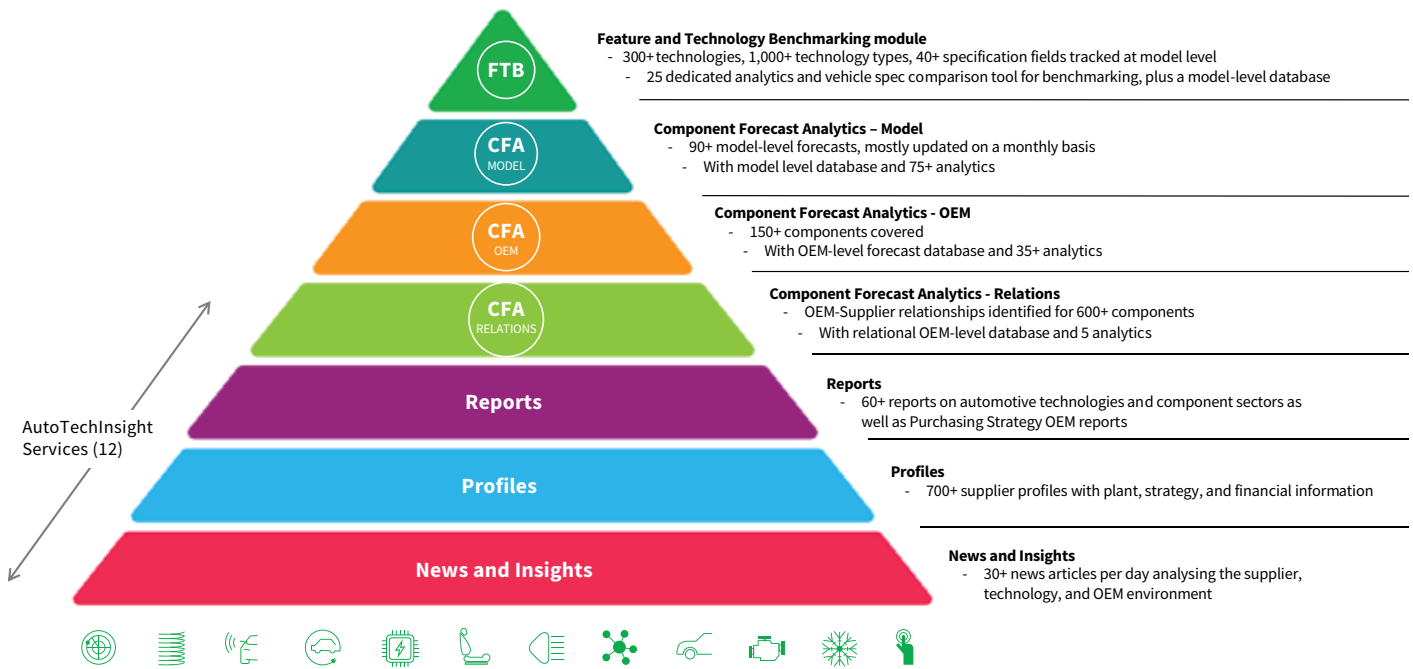 FTB
Feature and Technology Benchmarking module
- 300+ technologies, 1,000+ technology types, 40+ specification fields tracked at model level
- 25 dedicated analytics and vehicle spec comparison tool for benchmarking, plus a model-level database
CFA
MODEL
Component Forecast Analytics – Model
- 90+ model-level forecasts, mostly updated on a monthly basis
- With model level database and 75+ analytics
CFA
OEM
Component Forecast Analytics - OEM
- 150+ components covered
- With OEM-level forecast database and 35+ analytics
CFA
RELATIONS
Component Forecast Analytics - Relations
- OEM-Supplier relationships identified for 600+ components
- With relational OEM-level database and 5 analytics
Reports
Reports
- 60+ reports on automotive technologies and component sectors as
well as Purchasing Strategy OEM reports
AutoTechInsight
Services (12)
Profiles
Profiles
- 700+ supplier profiles with plant, strategy, and financial information
News and Insights
News and Insights
- 30+ news articles per day analysing the supplier,
technology, and OEM environment